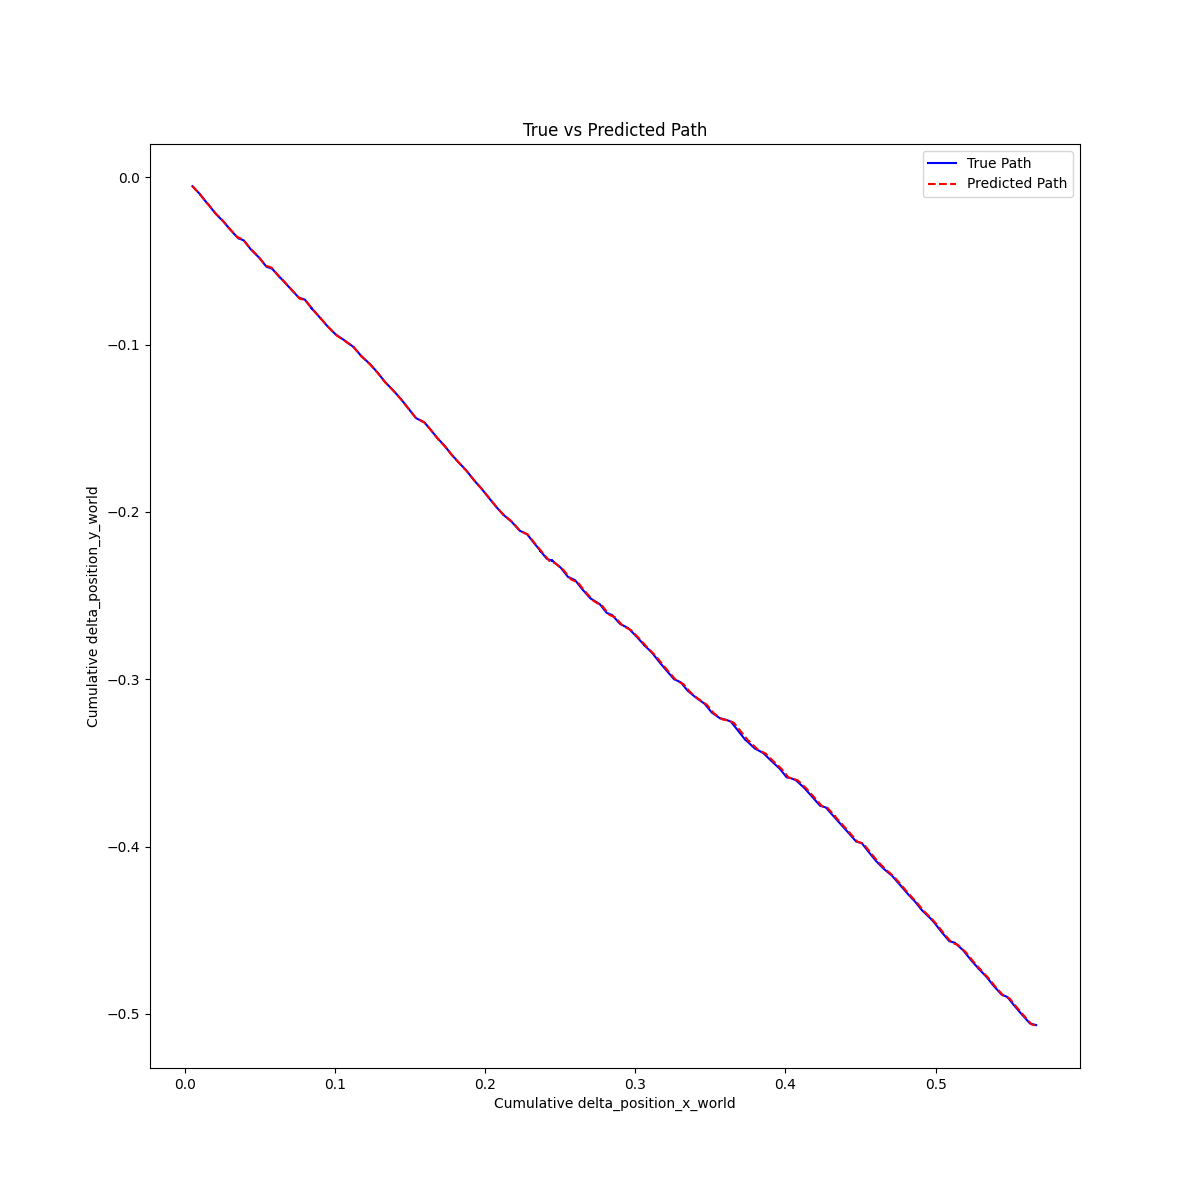 True vs Predicted Path
True Path
Predicted Path
0.0
−0.1
−0.2
−0.3
−0.4
−0.5
Cumulative delta_position_y_world
0.0 0.1 0.2 0.3 0.4 0.5
Cumulative delta_position_x_world